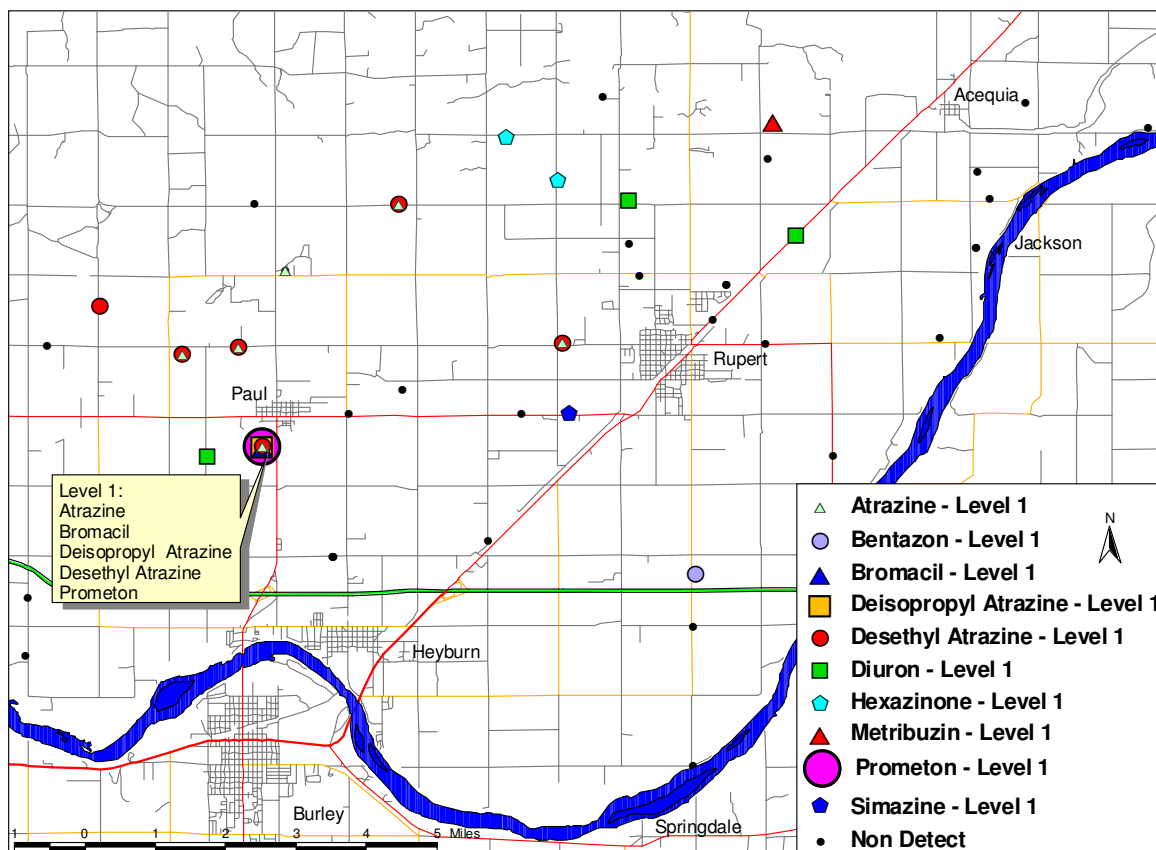 Acequia
Jackson
Rupert
Paul
Level 1:
Atrazine
Bromacil
Deisopropyl Atrazine
Desethyl Atrazine
Prometon
Heyburn
Burley
Springdale
1 0 1 2 3 4 5 Miles
N
Atrazine - Level 1
Bentazon - Level 1
Bromacil - Level 1
Deisopropyl Atrazine - Level 1
Desethyl Atrazine - Level 1
Diuron - Level 1
Hexazinone - Level 1
Metribuzin - Level 1
Prometon - Level 1
Simazine - Level 1
Non Detect